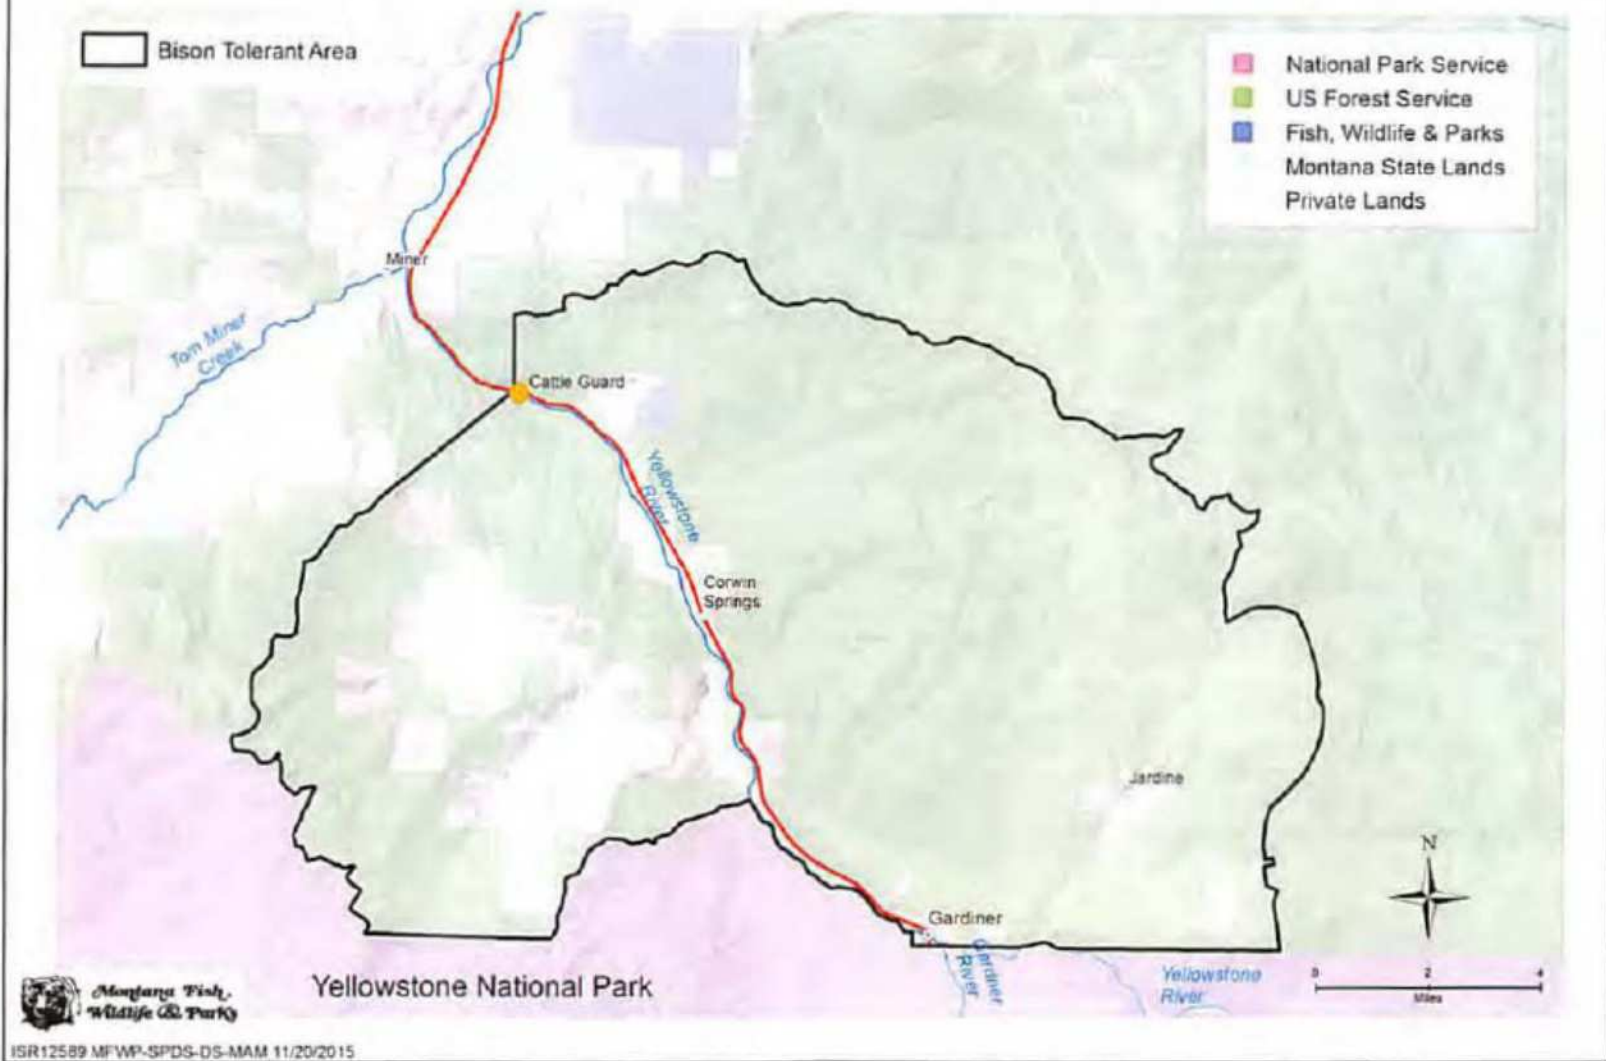 Bison Tolerant Area
National Park Service
US Forest Service
Fish, Wildlife & Parks
Montana State Lands
Private Lands
Miner
Tom Miner
Creek
Cattle Guard
Yellowstone
River
Corwin
Springs
Jardine
N
Gardiner
Gardiner
River
Yellowstone
River
0 2 4
Miles
Yellowstone National Park
Montana Fish,
Wildlife & Parks
ISR12589 MFWP-SPDS-DS-MAM 11/20/2015